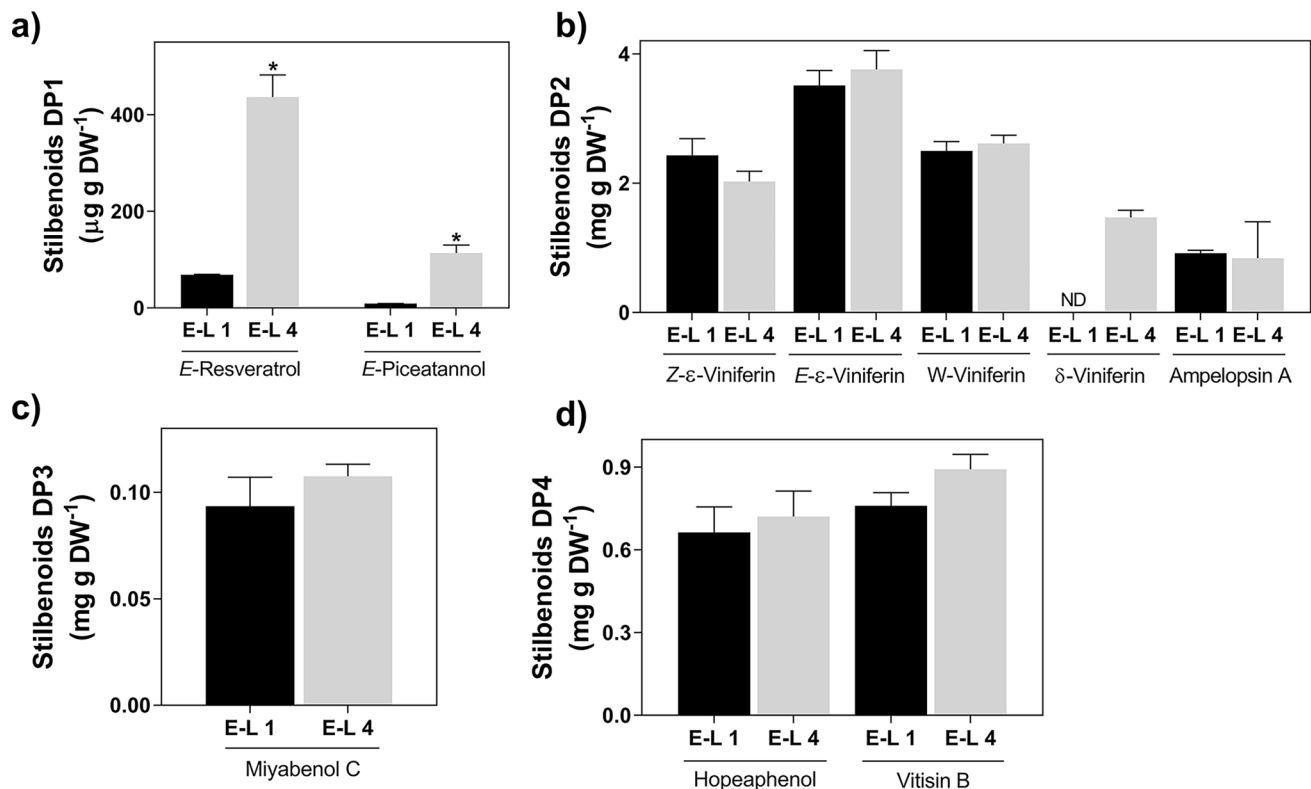 a)
Stilbenoids DP1
(µg g DW⁻¹)
400
200
0
*
*
E-L 1 E-L 4 E-L 1 E-L 4
E-Resveratrol E-Piceatannol
b)
Stilbenoids DP2
(mg g DW⁻¹)
4
2
0
ND
E-L 1 E-L 4 E-L 1 E-L 4 E-L 1 E-L 4 E-L 1 E-L 4 E-L 1 E-L 4
Z-ε-Viniferin E-ε-Viniferin W-Viniferin δ-Viniferin Ampelopsin A
c)
Stilbenoids DP3
(mg g DW⁻¹)
0.10
0.05
0.00
E-L 1 E-L 4
Miyabenol C
d)
Stilbenoids DP4
(mg g DW⁻¹)
0.9
0.6
0.3
0.0
E-L 1 E-L 4 E-L 1 E-L 4
Hopeaphenol Vitisin B